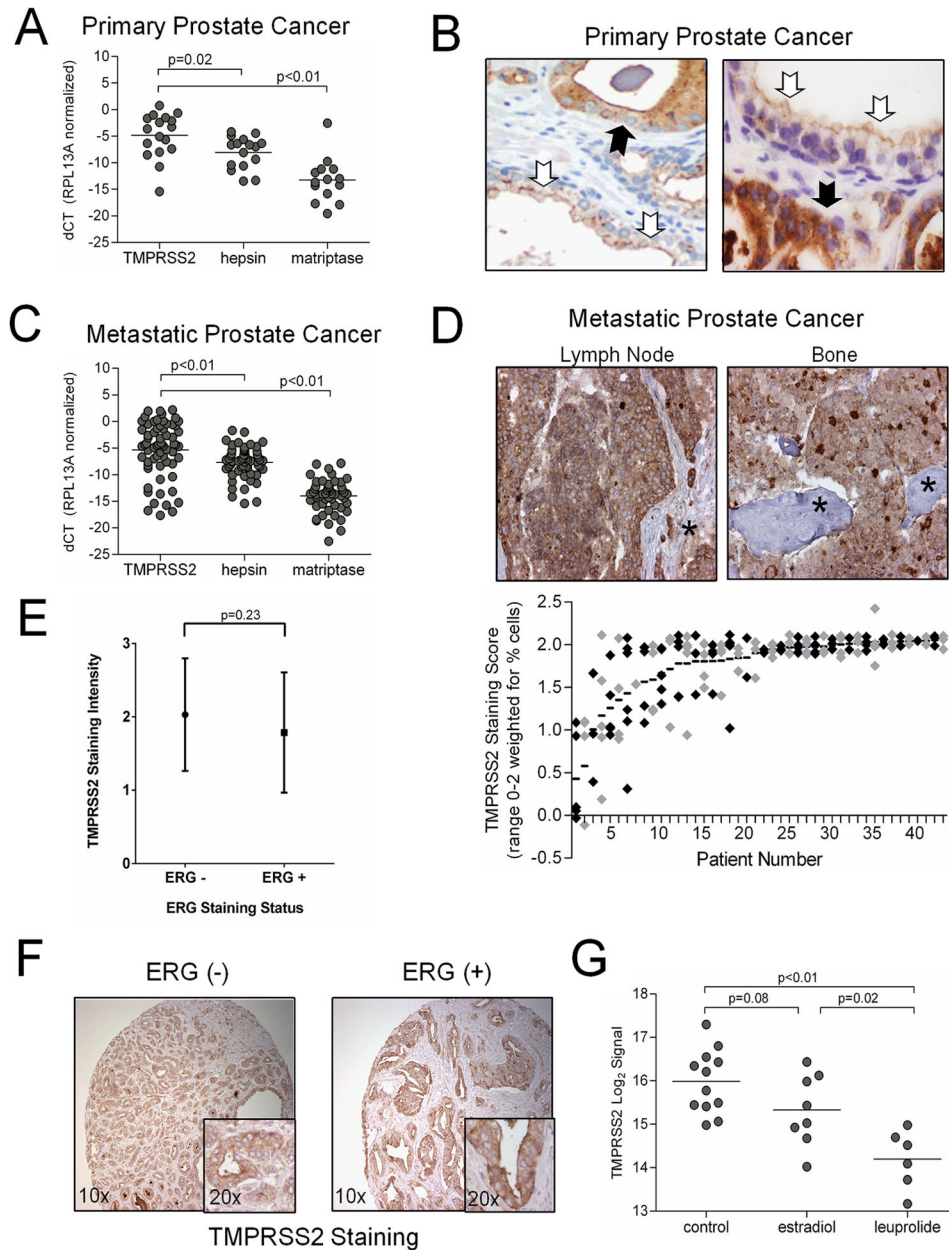 A
Primary Prostate Cancer
p=0.02
p<0.01
dCT (RPL13A normalized)
10
5
0
-5
-10
-15
-20
-25
TMPRSS2 hepsin matriptase
B
Primary Prostate Cancer
C
Metastatic Prostate Cancer
p<0.01
p<0.01
dCT (RPL13A normalized)
10
5
0
-5
-10
-15
-20
-25
TMPRSS2 hepsin matriptase
D
Metastatic Prostate Cancer
Lymph Node Bone
*
* *
TMPRSS2 Staining Score
(range 0-2 weighted for % cells)
2.5
2.0
1.5
1.0
0.5
0.0
-0.5
5 10 15 20 25 30 35 40
Patient Number
E
p=0.23
TMPRSS2 Staining Intensity
3
2
1
0
ERG - ERG +
ERG Staining Status
F
ERG (-) ERG (+)
10x 20x 10x 20x
TMPRSS2 Staining
G
p<0.01
p=0.08 p=0.02
TMPRSS2 Log2 Signal
18
17
16
15
14
13
control estradiol leuprolide